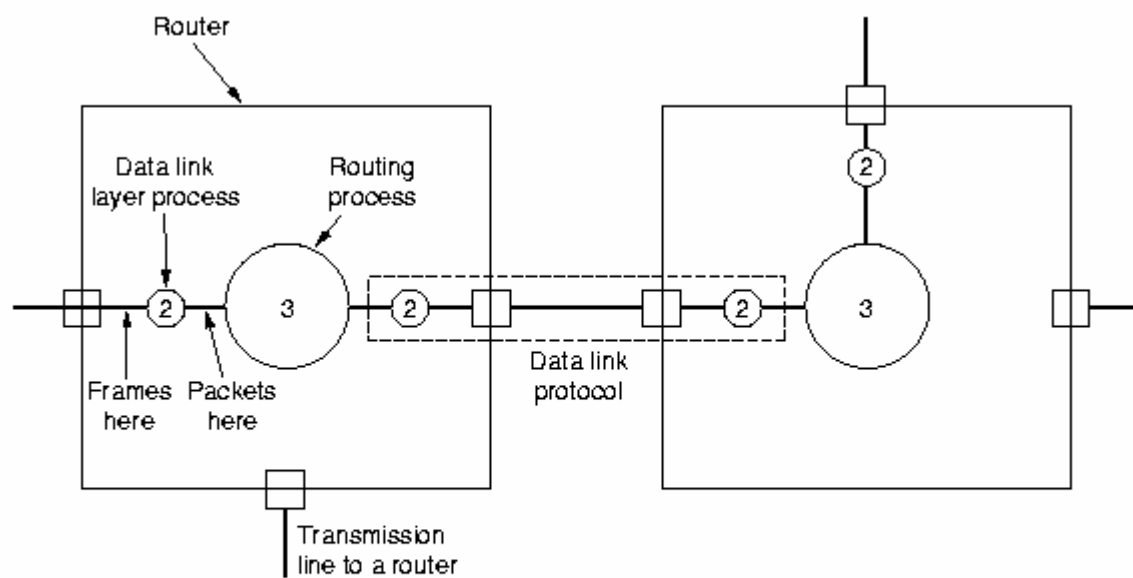 Router
Data link
layer process
Routing
process
2
2
3
2
2
3
Frames
here
Packets
here
Data link
protocol
Transmission
line to a router